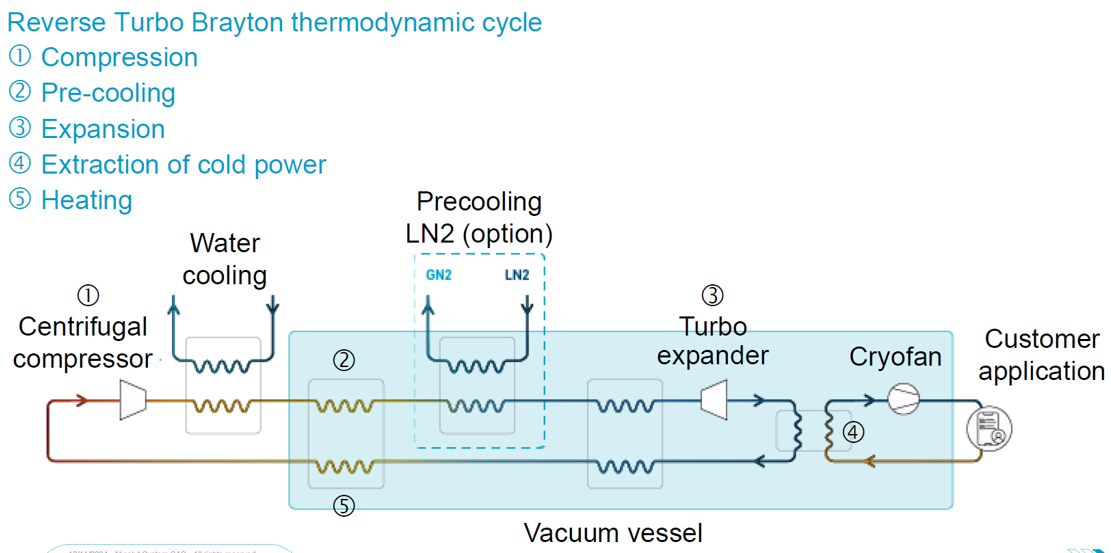 Reverse Turbo Brayton thermodynamic cycle
① Compression
② Pre-cooling
③ Expansion
④ Extraction of cold power
⑤ Heating
Precooling
LN2 (option)
Water
cooling
GN2 LN2
①
Centrifugal
compressor
②
③
Turbo
expander
Cryofan
Customer
application
④
⑤
Vacuum vessel